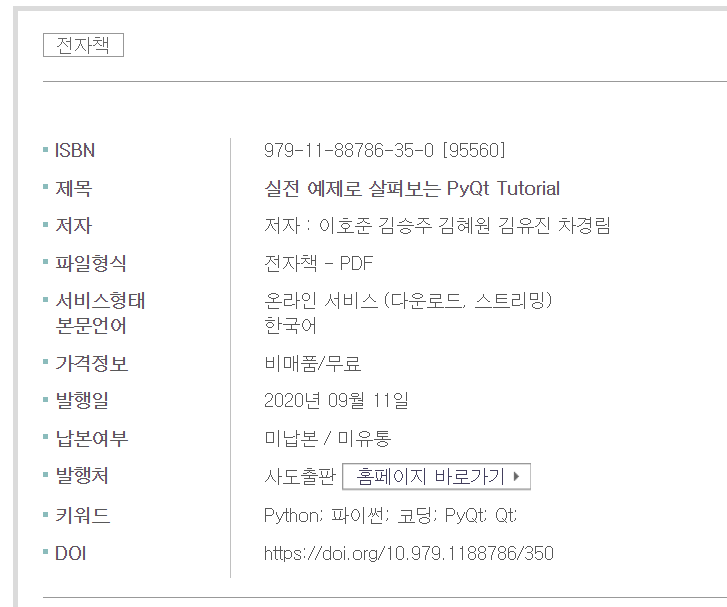 전자책
ISBN 979-11-88786-35-0 [95560]
제목 실전 예제로 살펴보는 PyQt Tutorial
저자 저자 : 이호준 김승주 김혜원 김유진 차경림
파일형식 전자책 - PDF
서비스형태 온라인 서비스 (다운로드, 스트리밍)
본문언어 한국어
가격정보 비매품/무료
발행일 2020년 09월 11일
납본여부 미납본 / 미유통
발행처 사도출판 홈페이지 바로가기
키워드 Python; 파이썬; 코딩; PyQt; Qt;
DOI https://doi.org/10.979.1188786/350